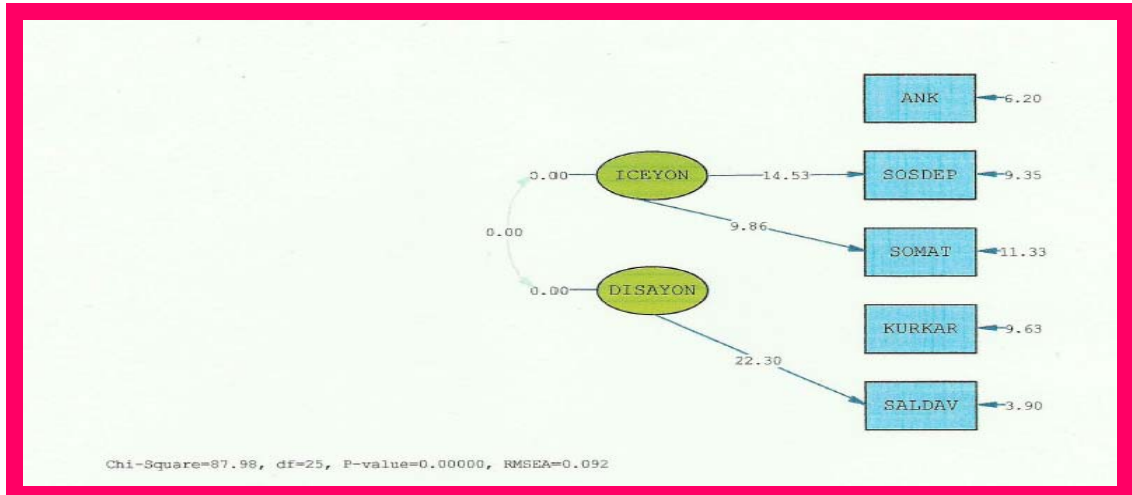 ANK 6.20
0.00 ICEYON 14.53 SOSDEP 9.35
9.86
0.00
SOMAT 11.33
0.00 DISAYON
KURKAR 9.63
22.30
SALDAV 3.90
Chi-Square=87.98, df=25, P-value=0.00000, RMSEA=0.092